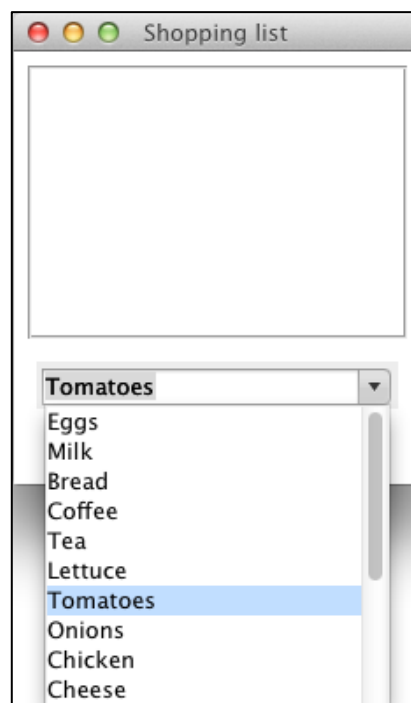 Shopping list
Tomatoes
Eggs
Milk
Bread
Coffee
Tea
Lettuce
Tomatoes
Onions
Chicken
Cheese